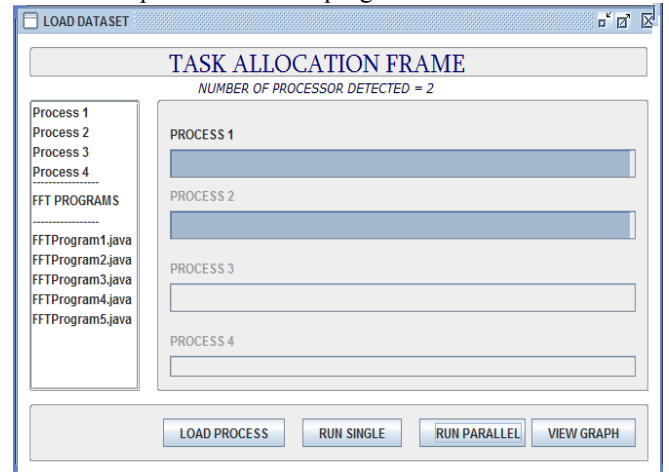 LOAD DATASET
TASK ALLOCATION FRAME
NUMBER OF PROCESSOR DETECTED = 2
Process 1
Process 2
Process 3
Process 4
-----------------
FFT PROGRAMS
-----------------
FFTProgram1.java
FFTProgram2.java
FFTProgram3.java
FFTProgram4.java
FFTProgram5.java
PROCESS 1
PROCESS 2
PROCESS 3
PROCESS 4
LOAD PROCESS RUN SINGLE RUN PARALLEL VIEW GRAPH